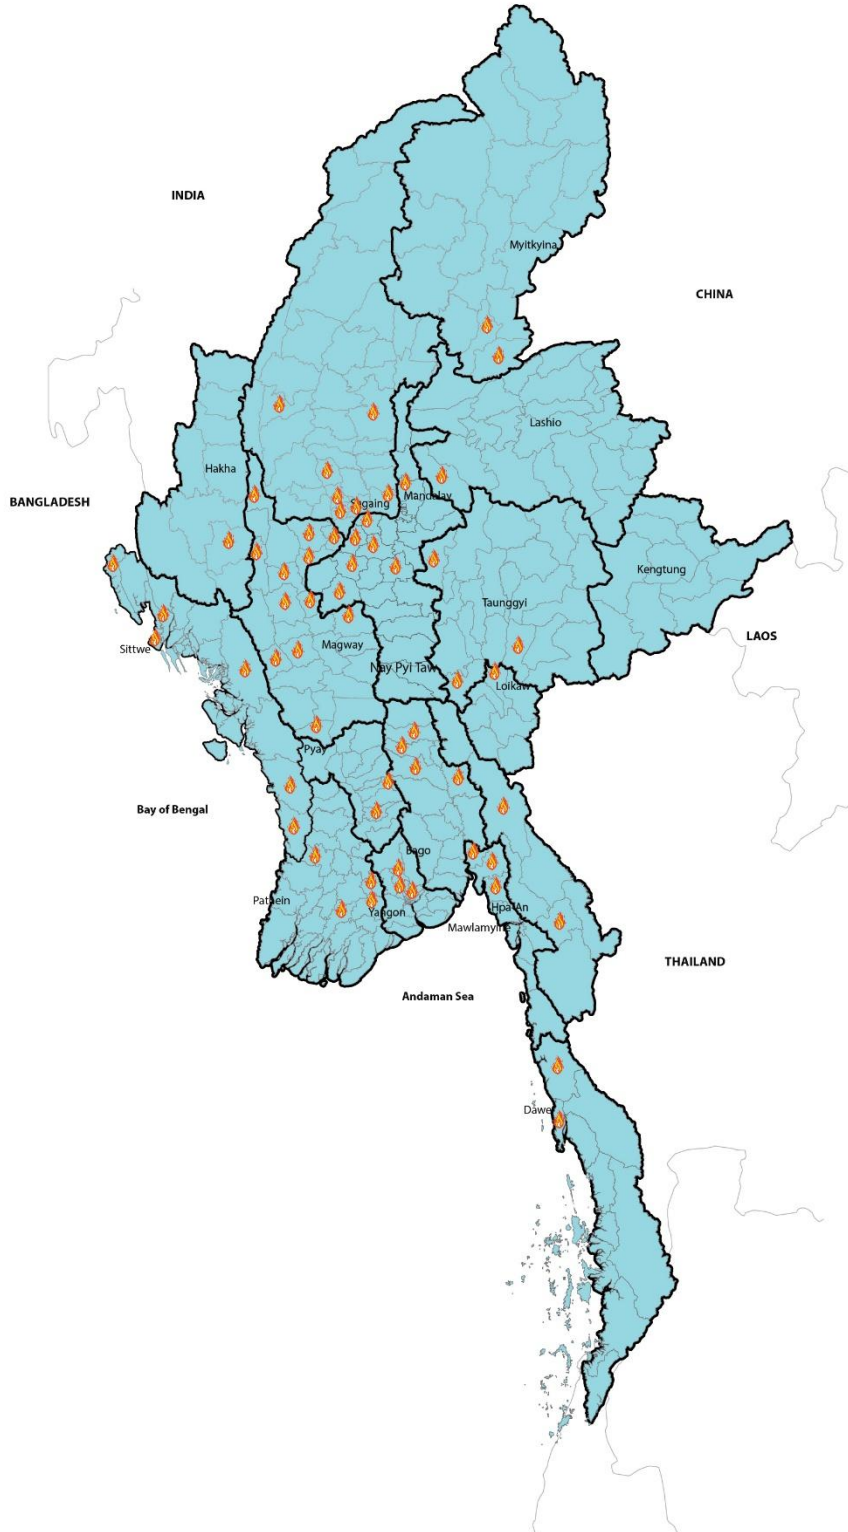 INDIA
Myitkyina
CHINA
Lashio
Hakha
BANGLADESH
Mandalay
Sagaing
Kengtung
Taunggyi
LAOS
Sittwe
Magway
Nay Pyi Taw
Loikaw
Pyay
Bay of Bengal
Bago
Pathein
Hpa-An
Yangon
Mawlamyine
THAILAND
Andaman Sea
Dawei